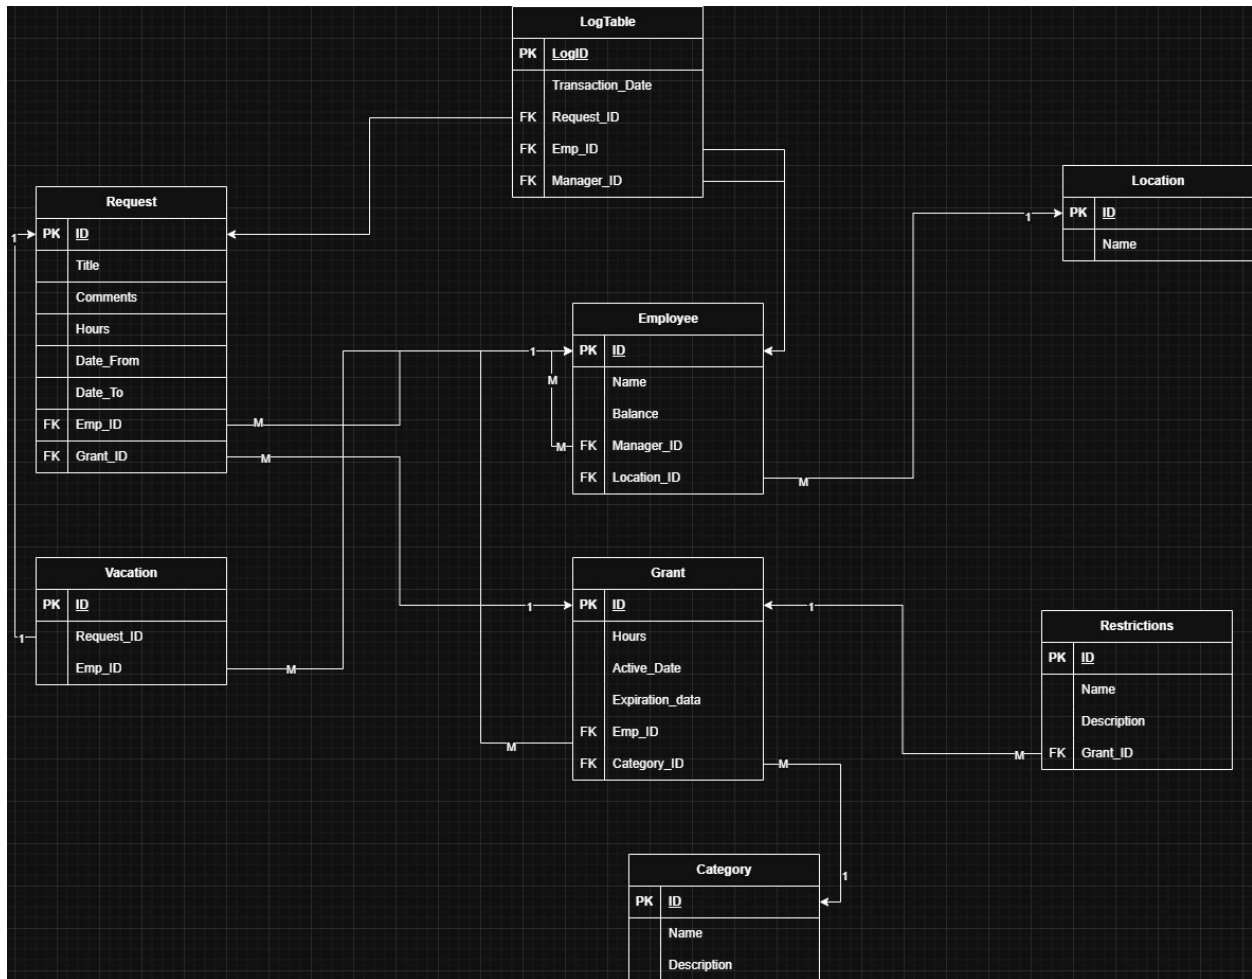 LogTable
PK LogID
Transaction_Date
FK Request_ID
FK Emp_ID
FK Manager_ID
Location
PK ID
Name
1
Request
PK ID
Title
Comments
Hours
Date_From
Date_To
FK Emp_ID
FK Grant_ID
1
M
M
Employee
PK ID
Name
Balance
FK Manager_ID
FK Location_ID
1
M
M
M
Vacation
PK ID
Request_ID
Emp_ID
1
M
Grant
PK ID
Hours
Active_Date
Expiration_data
FK Emp_ID
FK Category_ID
1
1
M
M
Restrictions
PK ID
Name
Description
FK Grant_ID
M
Category
PK ID
Name
Description
1